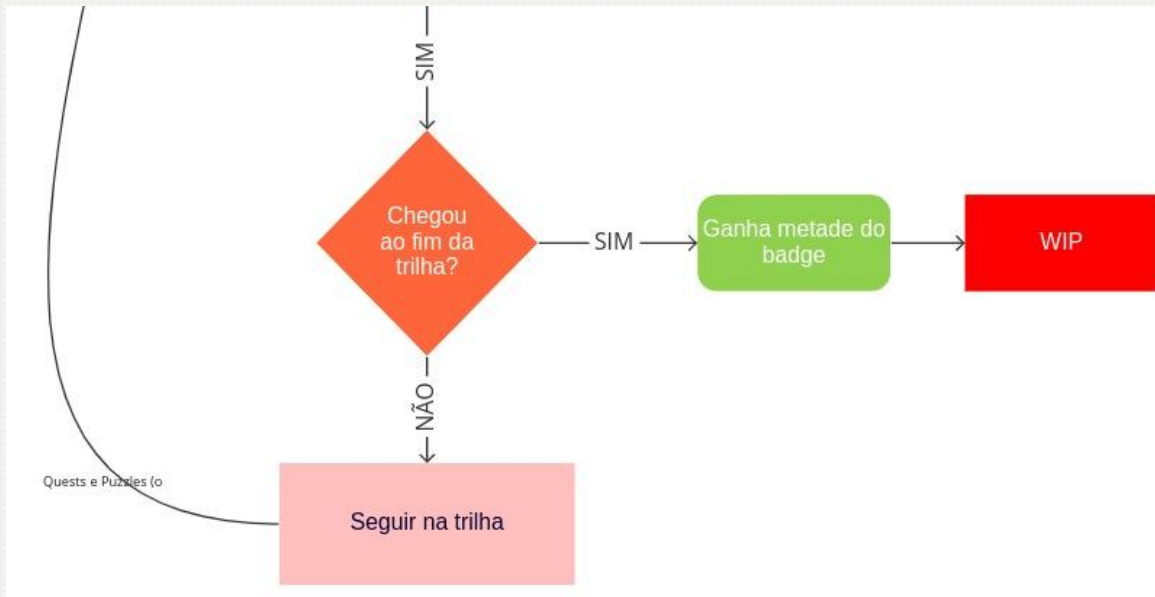 SIM
Chegou
ao fim da
trilha?
SIM
Ganha metade do
badge
WIP
NÃO
Quests e Puzzles (o
Seguir na trilha